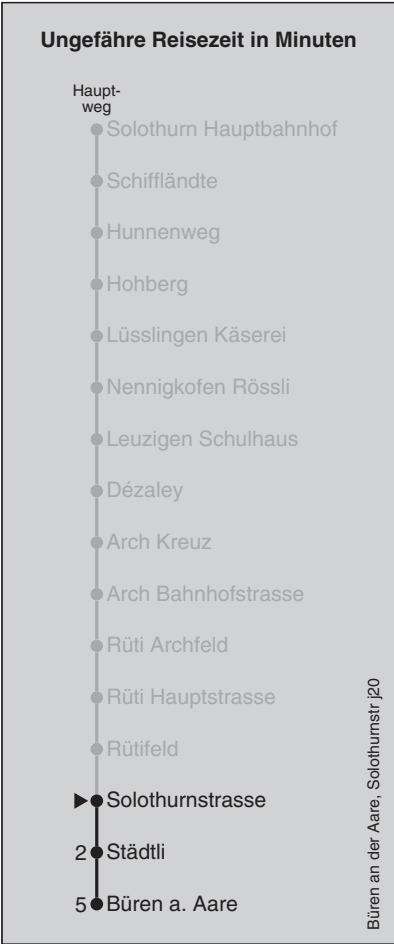 Ungefähre Reisezeit in Minuten
Haupt-
weg
Solothurn Hauptbahnhof
Schiffländte
Hunnenweg
Hohberg
Lüsslingen Käserei
Nennigkofen Rössli
Leuzigen Schulhaus
Dézaley
Arch Kreuz
Arch Bahnhofstrasse
Rüti Archfeld
Rüti Hauptstrasse
Rütifeld
Solothurnstrasse
2 Städtli
5 Büren a. Aare
Büren an der Aare, Solothurnstr j20